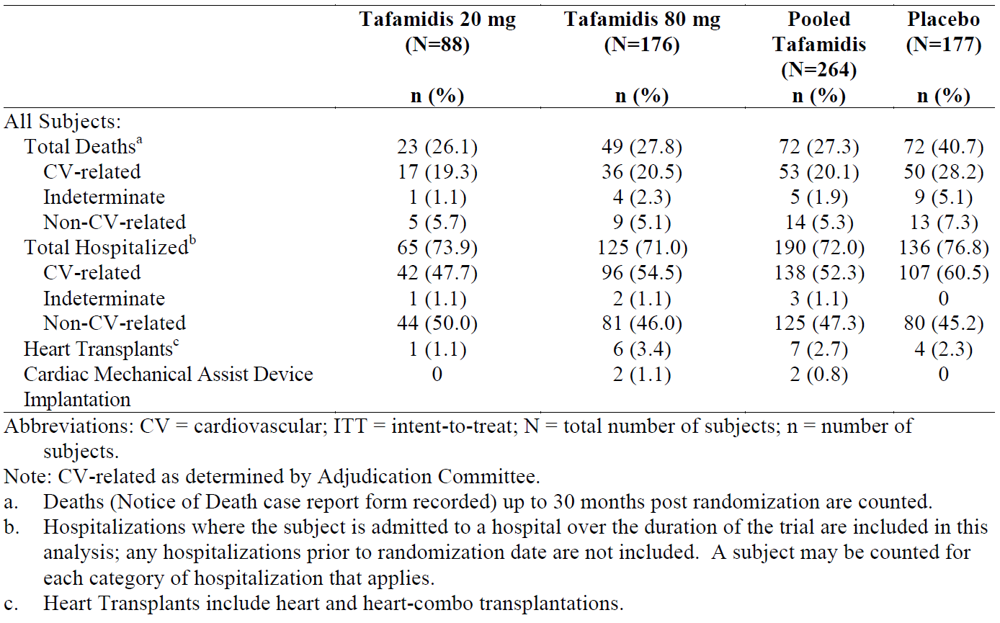 Tafamidis 20 mg Tafamidis 80 mg Pooled Placebo
(N=88) (N=176) Tafamidis (N=177)
(N=264)
n (%) n (%) n (%) n (%)
All Subjects:
Total Deathsa 23 (26.1) 49 (27.8) 72 (27.3) 72 (40.7)
CV-related 17 (19.3) 36 (20.5) 53 (20.1) 50 (28.2)
Indeterminate 1 (1.1) 4 (2.3) 5 (1.9) 9 (5.1)
Non-CV-related 5 (5.7) 9 (5.1) 14 (5.3) 13 (7.3)
Total Hospitalizedb 65 (73.9) 125 (71.0) 190 (72.0) 136 (76.8)
CV-related 42 (47.7) 96 (54.5) 138 (52.3) 107 (60.5)
Indeterminate 1 (1.1) 2 (1.1) 3 (1.1) 0
Non-CV-related 44 (50.0) 81 (46.0) 125 (47.3) 80 (45.2)
Heart Transplantsc 1 (1.1) 6 (3.4) 7 (2.7) 4 (2.3)
Cardiac Mechanical Assist Device 0 2 (1.1) 2 (0.8) 0
Implantation
Abbreviations: CV = cardiovascular; ITT = intent-to-treat; N = total number of subjects; n = number of
subjects.
Note: CV-related as determined by Adjudication Committee.
a. Deaths (Notice of Death case report form recorded) up to 30 months post randomization are counted.
b. Hospitalizations where the subject is admitted to a hospital over the duration of the trial are included in this
analysis; any hospitalizations prior to randomization date are not included. A subject may be counted for
each category of hospitalization that applies.
c. Heart Transplants include heart and heart-combo transplantations.